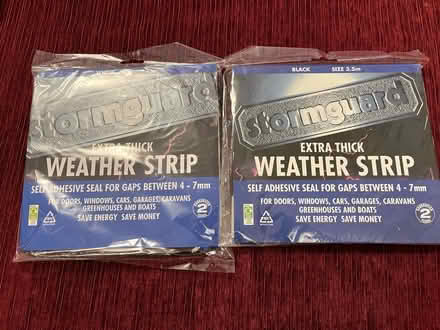 stormguard
EXTRA THICK
WEATHER STRIP
SELF ADHESIVE SEAL FOR GAPS BETWEEN 4 - 7mm
FOR DOORS, WINDOWS, CARS, GARAGES, CARAVANS
GREENHOUSES AND BOATS
SAVE ENERGY SAVE MONEY
2
BLACK SIZE 3.5m
stormguard
EXTRA THICK
WEATHER STRIP
SELF ADHESIVE SEAL FOR GAPS BETWEEN 4 - 7mm
FOR DOORS, WINDOWS, CARS, GARAGES, CARAVANS
GREENHOUSES AND BOATS
SAVE ENERGY SAVE MONEY
2